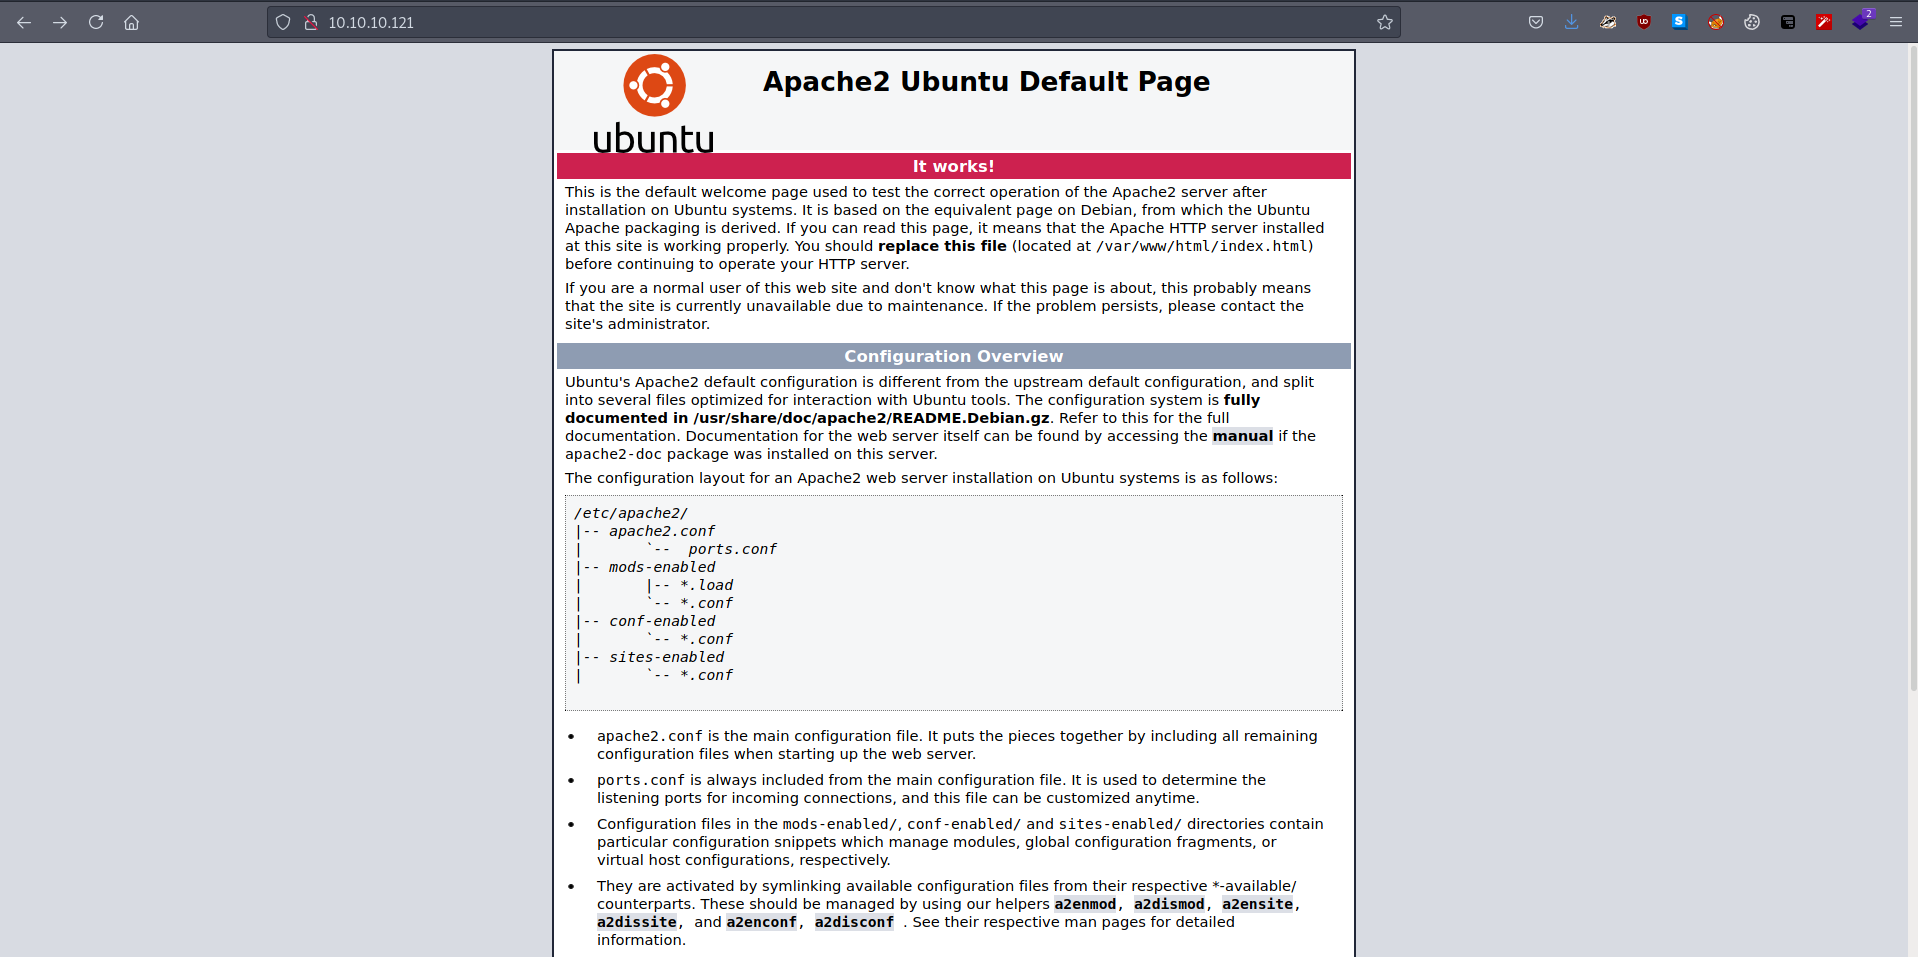 10.10.10.121
2
ubuntu
Apache2 Ubuntu Default Page
It works!
This is the default welcome page used to test the correct operation of the Apache2 server after
installation on Ubuntu systems. It is based on the equivalent page on Debian, from which the Ubuntu
Apache packaging is derived. If you can read this page, it means that the Apache HTTP server installed
at this site is working properly. You should replace this file (located at /var/www/html/index.html)
before continuing to operate your HTTP server.
If you are a normal user of this web site and don't know what this page is about, this probably means
that the site is currently unavailable due to maintenance. If the problem persists, please contact the
site's administrator.
Configuration Overview
Ubuntu's Apache2 default configuration is different from the upstream default configuration, and split
into several files optimized for interaction with Ubuntu tools. The configuration system is fully
documented in /usr/share/doc/apache2/README.Debian.gz. Refer to this for the full
documentation. Documentation for the web server itself can be found by accessing the manual if the
apache2-doc package was installed on this server.
The configuration layout for an Apache2 web server installation on Ubuntu systems is as follows:
/etc/apache2/
|-- apache2.conf
|       `--  ports.conf
|-- mods-enabled
|       |-- *.load
|       `-- *.conf
|-- conf-enabled
|       `-- *.conf
|-- sites-enabled
|       `-- *.conf
• apache2.conf is the main configuration file. It puts the pieces together by including all remaining
configuration files when starting up the web server.
• ports.conf is always included from the main configuration file. It is used to determine the
listening ports for incoming connections, and this file can be customized anytime.
• Configuration files in the mods-enabled/, conf-enabled/ and sites-enabled/ directories contain
particular configuration snippets which manage modules, global configuration fragments, or
virtual host configurations, respectively.
• They are activated by symlinking available configuration files from their respective *-available/
counterparts. These should be managed by using our helpers a2enmod, a2dismod, a2ensite,
a2dissite, and a2enconf, a2disconf . See their respective man pages for detailed
information.